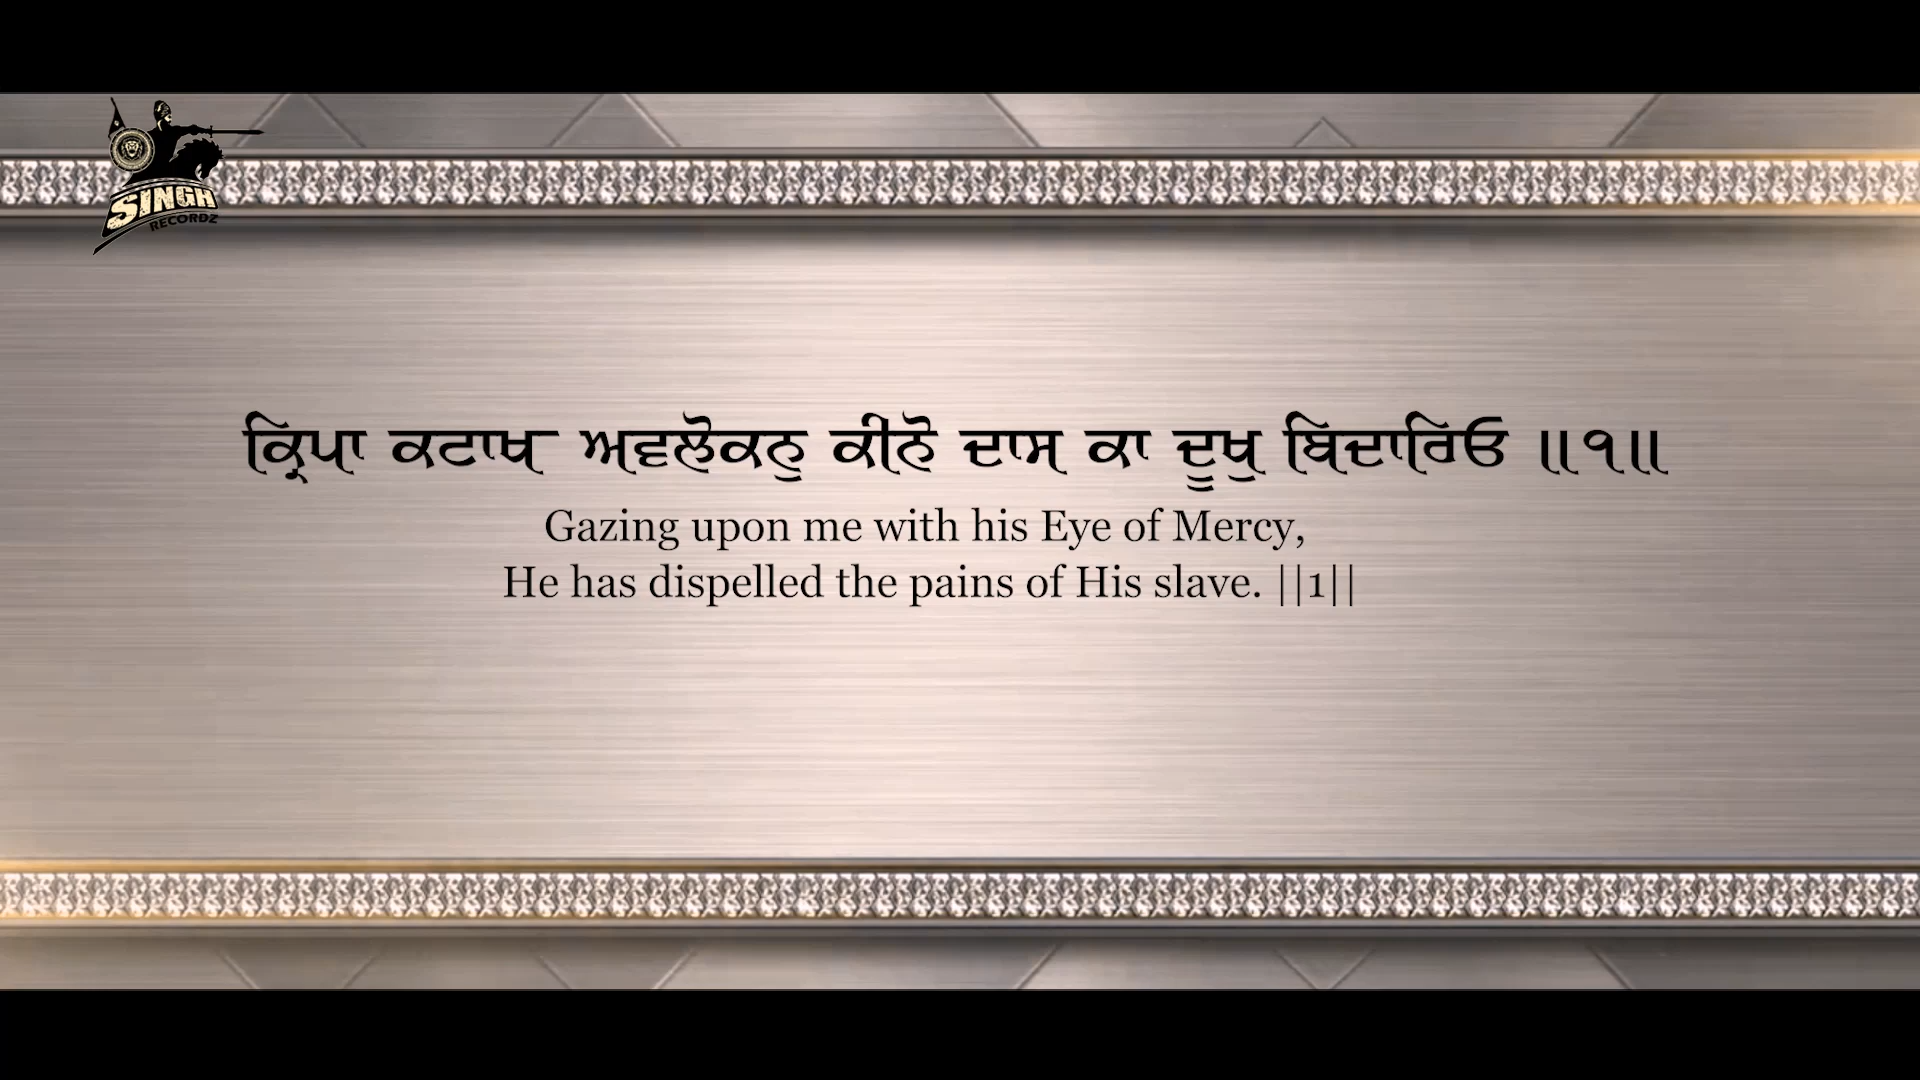 SINGH
RECORDZ
ਕ੍ਰਿਪਾ ਕਟਾਖ੍ਯ ਅਵਲੋਕਨੁ ਕੀਨੋ ਦਾਸ ਕਾ ਦੂਖੁ ਬਿਦਾਰਿਓ ॥੧॥
Gazing upon me with his Eye of Mercy,
He has dispelled the pains of His slave. ||1||